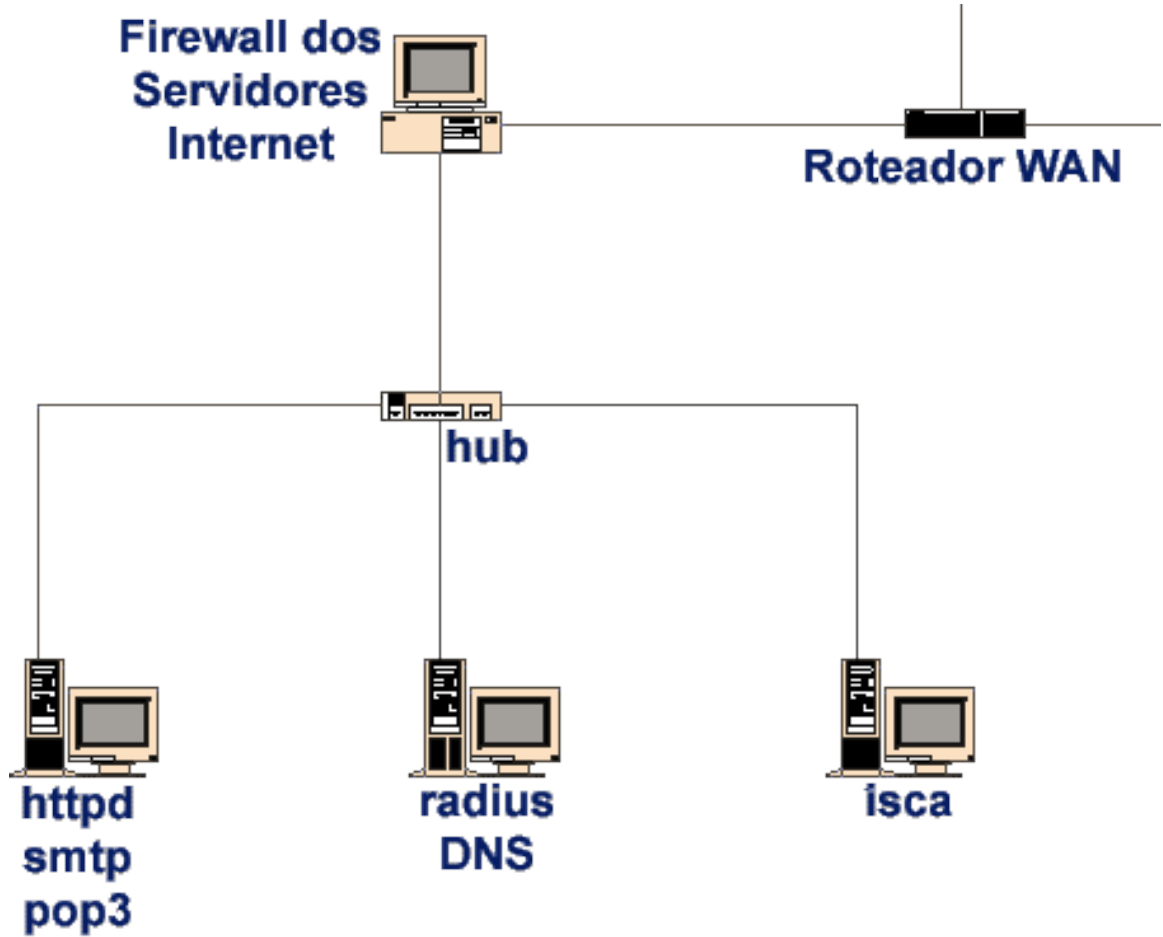 Firewall dos
Servidores
Internet
Roteador WAN
hub
httpd
smtp
pop3
radius
DNS
isca